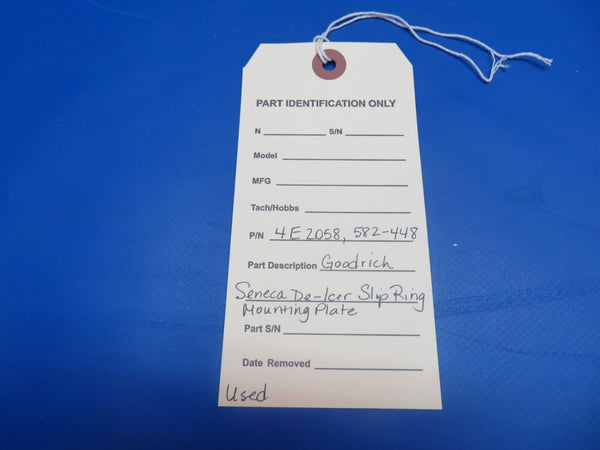 PART IDENTIFICATION ONLY
N S/N
Model
MFG
Tach/Hobbs
P/N 4E2058, 582-448
Part Description Goodrich
Seneca De-Icer Slip Ring
Mounting Plate
Part S/N
Date Removed
Used